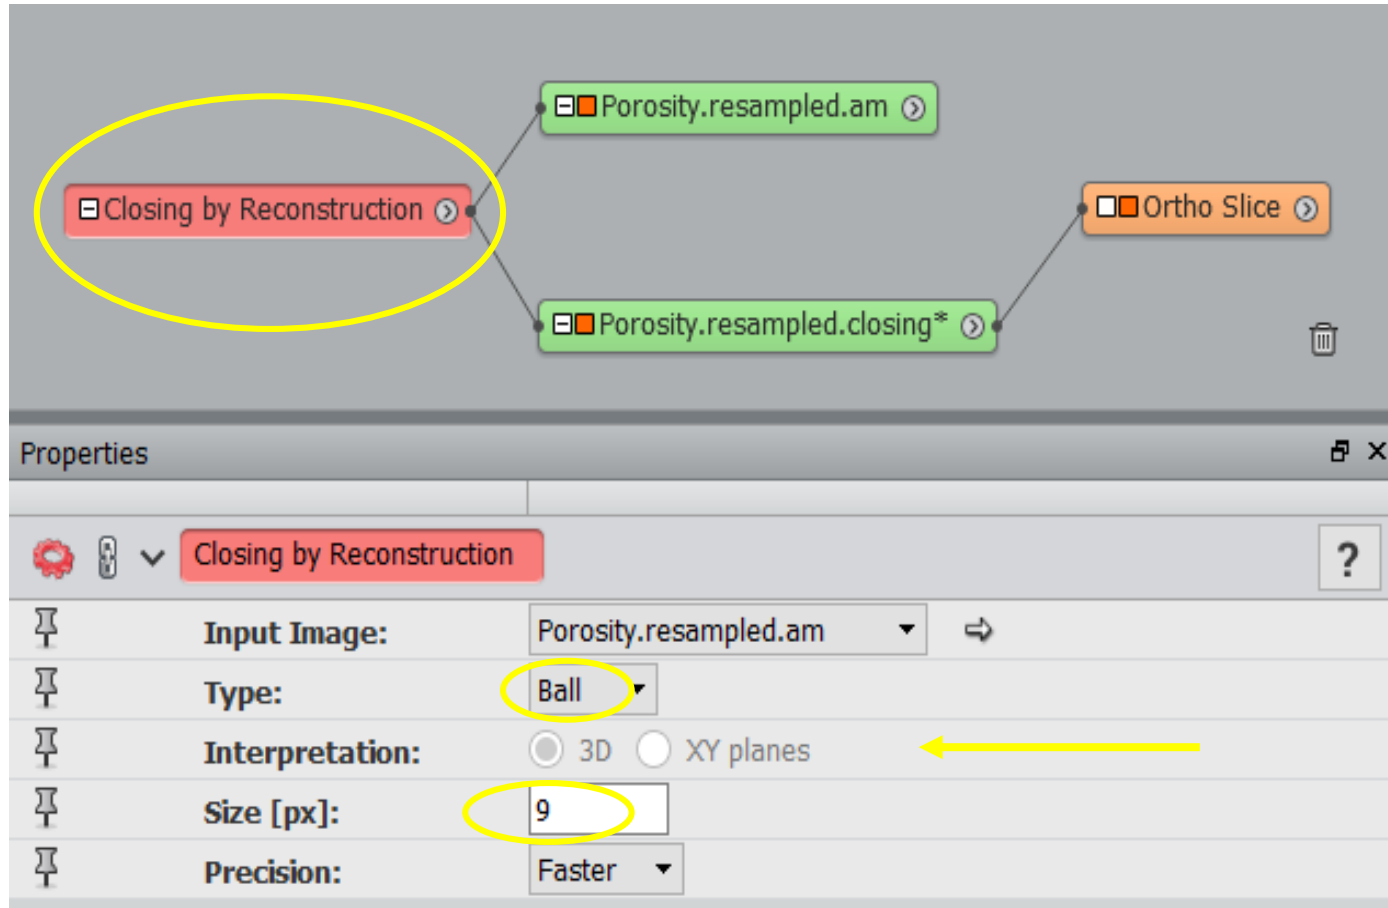 Porosity.resampled.am
Closing by Reconstruction
Ortho Slice
Porosity.resampled.closing*
Properties
Closing by Reconstruction
?
Input Image: Porosity.resampled.am
Type: Ball
Interpretation: 3D XY planes
Size [px]: 9
Precision: Faster